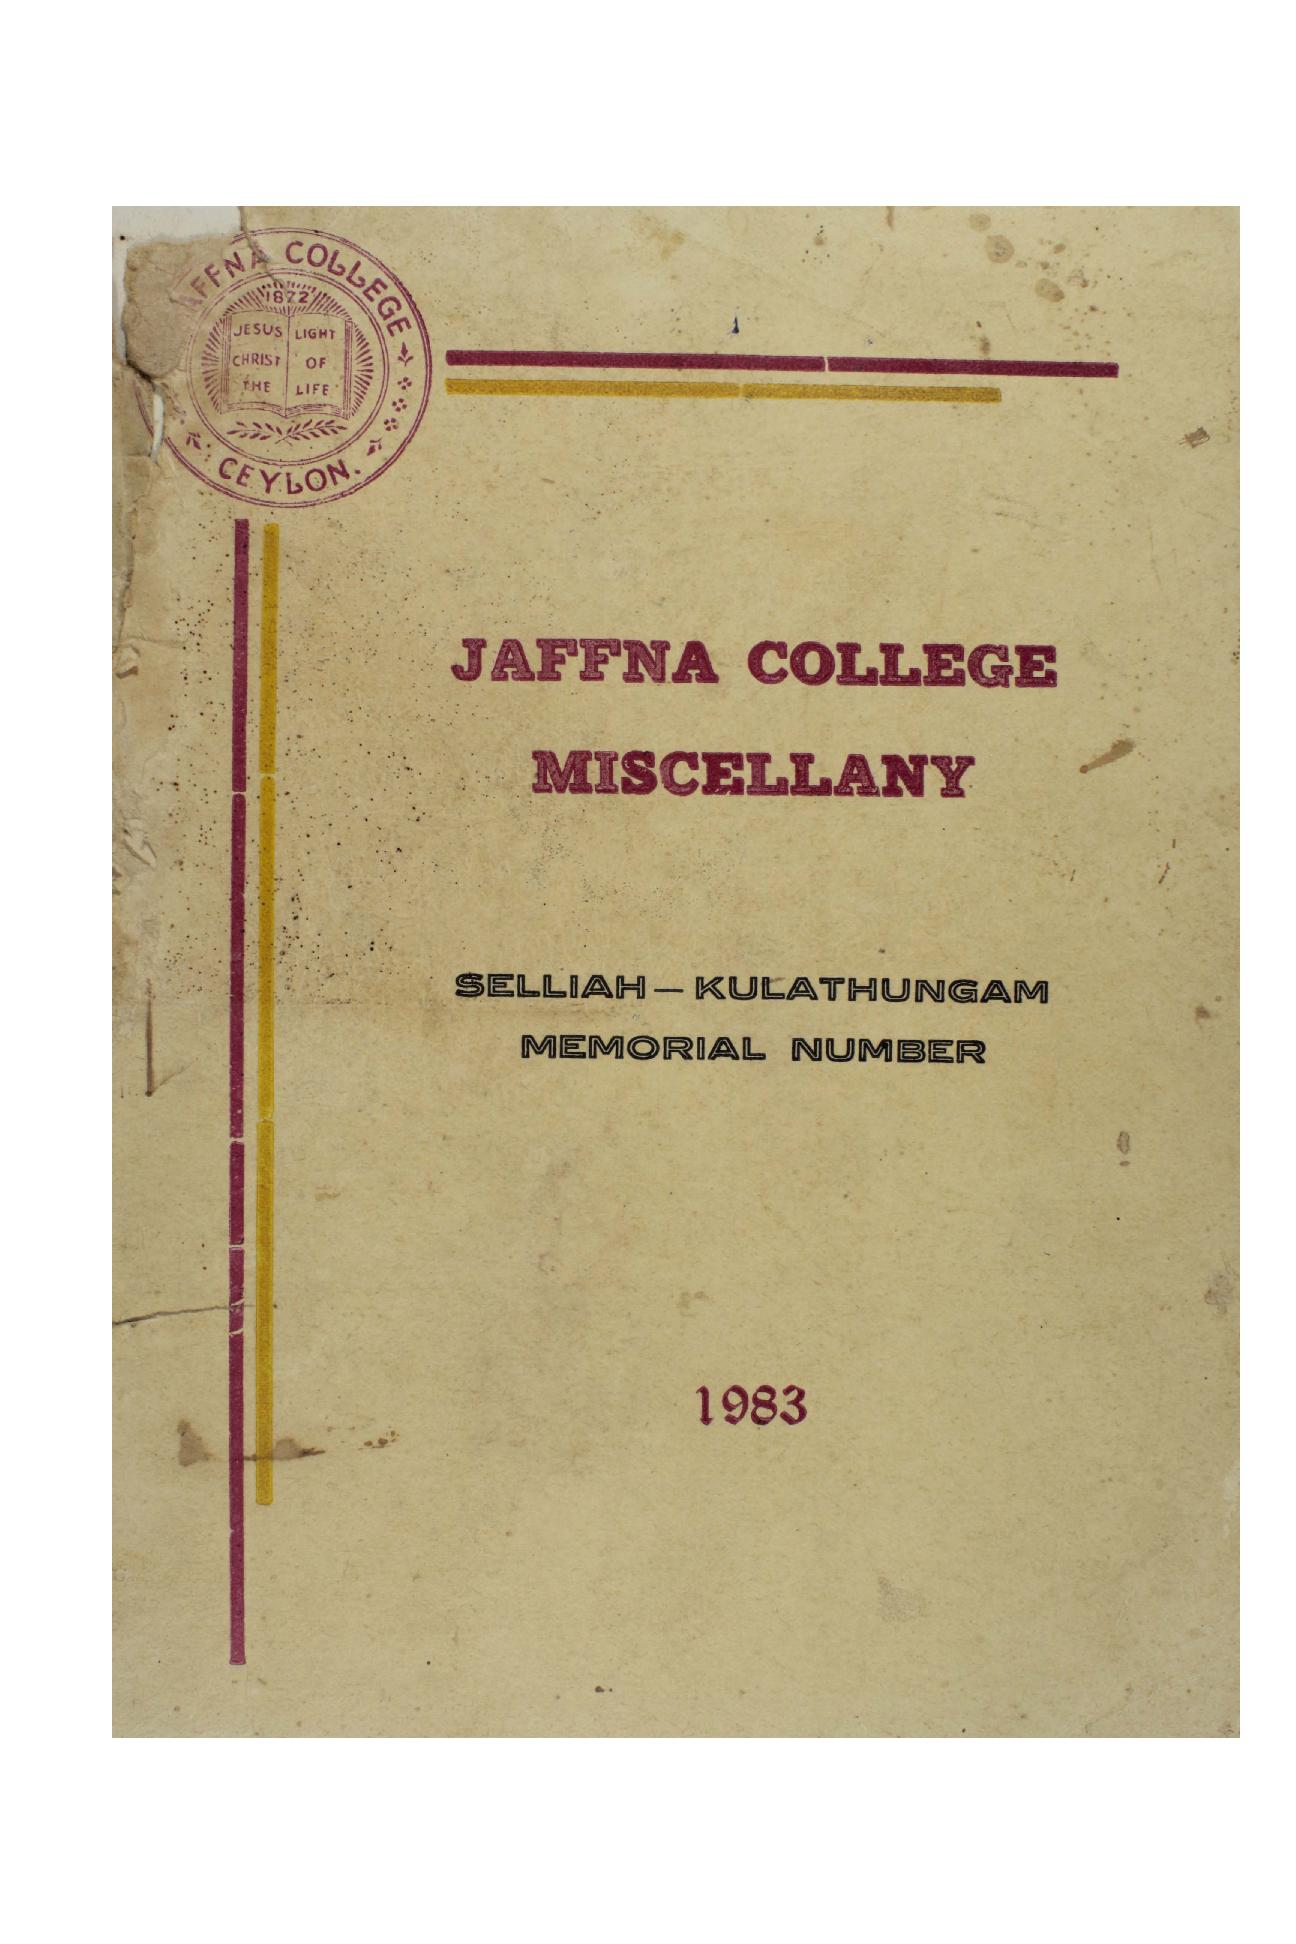 JAFFNA COLLEGE
1872
JESUS LIGHT
CHRIST OF
THE LIFE
CEYLON.
JAFFNA COLLEGE
MISCELLANY
SELLIAH – KULATHUNGAM
MEMORIAL NUMBER
1983